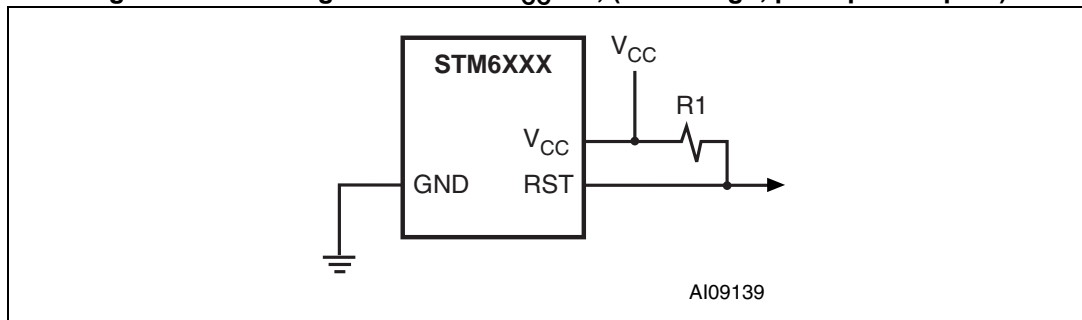 STM6XXX
VCC
R1
VCC
GND RST
AI09139